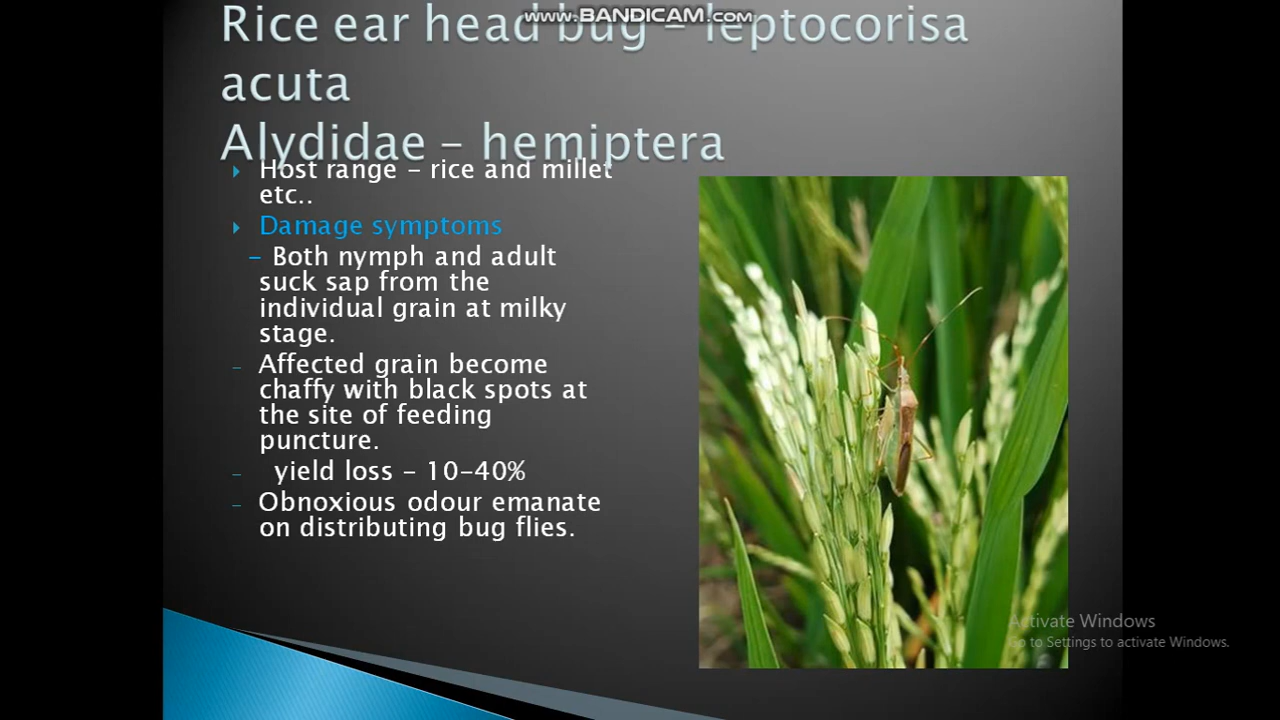 www.BANDICAM.com
Rice ear head bug – leptocorisa
acuta
Alydidae – hemiptera
Host range – rice and millet
etc..
Damage symptoms
– Both nymph and adult
suck sap from the
individual grain at milky
stage.
– Affected grain become
chaffy with black spots at
the site of feeding
puncture.
– yield loss – 10-40%
– Obnoxious odour emanate
on distributing bug flies.
Activate Windows
Go to Settings to activate Windows.